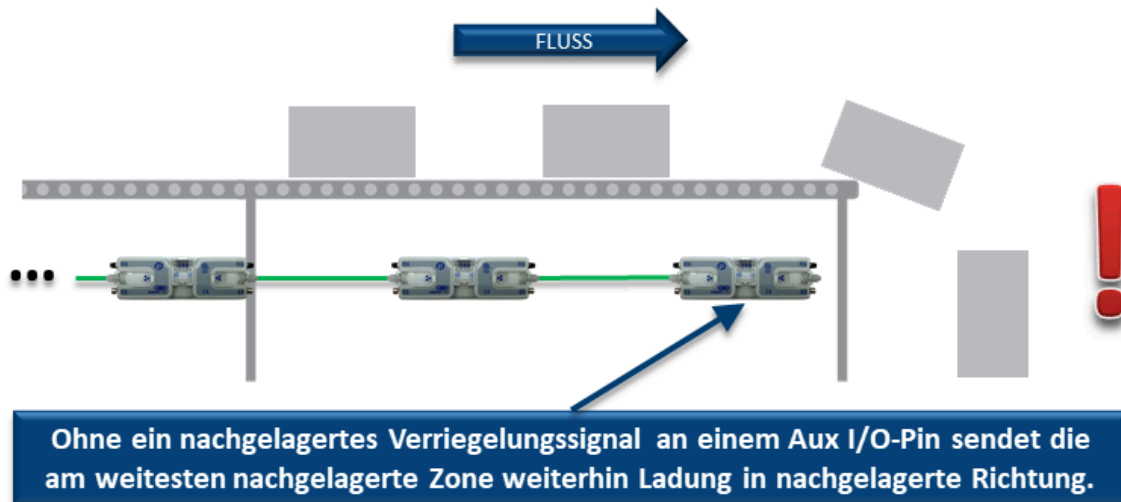 FLUSS
Ohne ein nachgelagertes Verriegelungssignal an einem Aux I/O-Pin sendet die
am weitesten nachgelagerte Zone weiterhin Ladung in nachgelagerte Richtung.